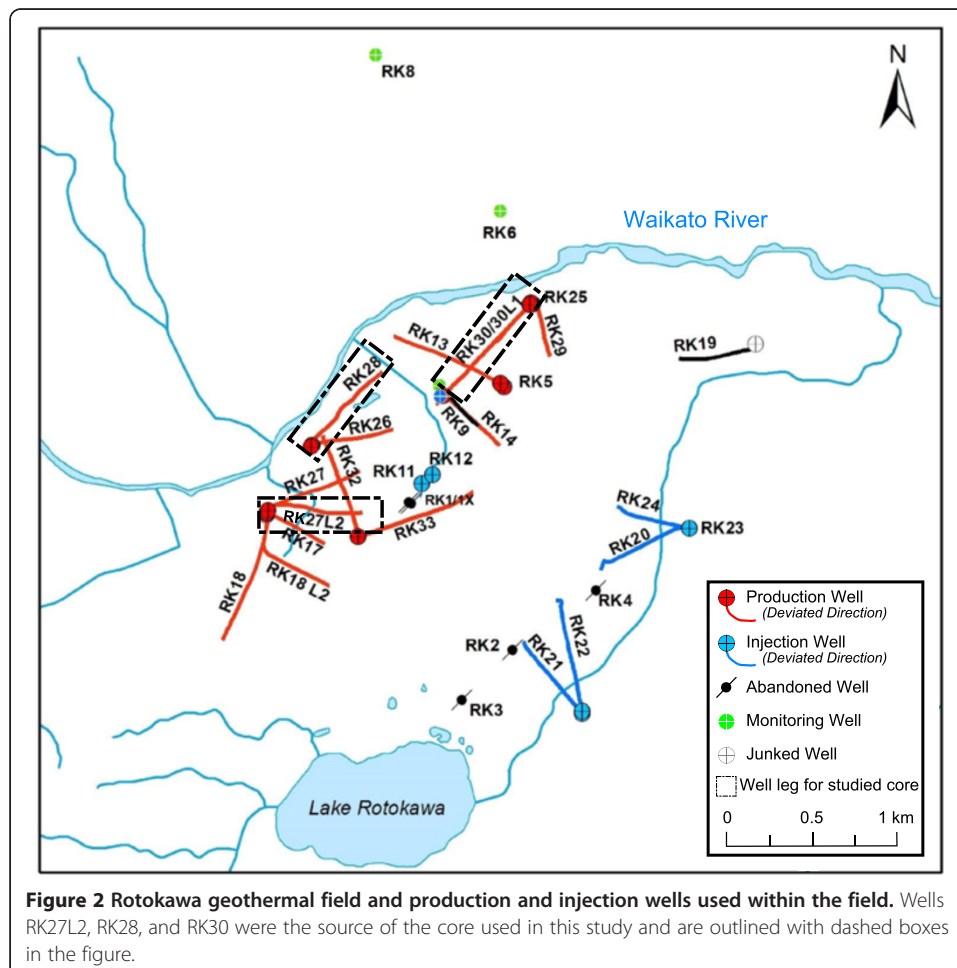 N
RK8
RK6
Waikato River
RK25
RK30/30L1
RK29
RK13
RK19
RK5
RK28
RK9
RK14
RK26
RK32
RK12
RK11
RK27
RK1/1X
RK27L2
RK33
RK17
RK24
RK23
RK20
RK18 L2
RK18
RK4
RK22
RK2
RK21
RK3
Lake Rotokawa
Production Well
(Deviated Direction)
Injection Well
(Deviated Direction)
Abandoned Well
Monitoring Well
Junked Well
Well leg for studied core
0 0.5 1 km
Figure 2 Rotokawa geothermal field and production and injection wells used within the field. Wells
RK27L2, RK28, and RK30 were the source of the core used in this study and are outlined with dashed boxes
in the figure.